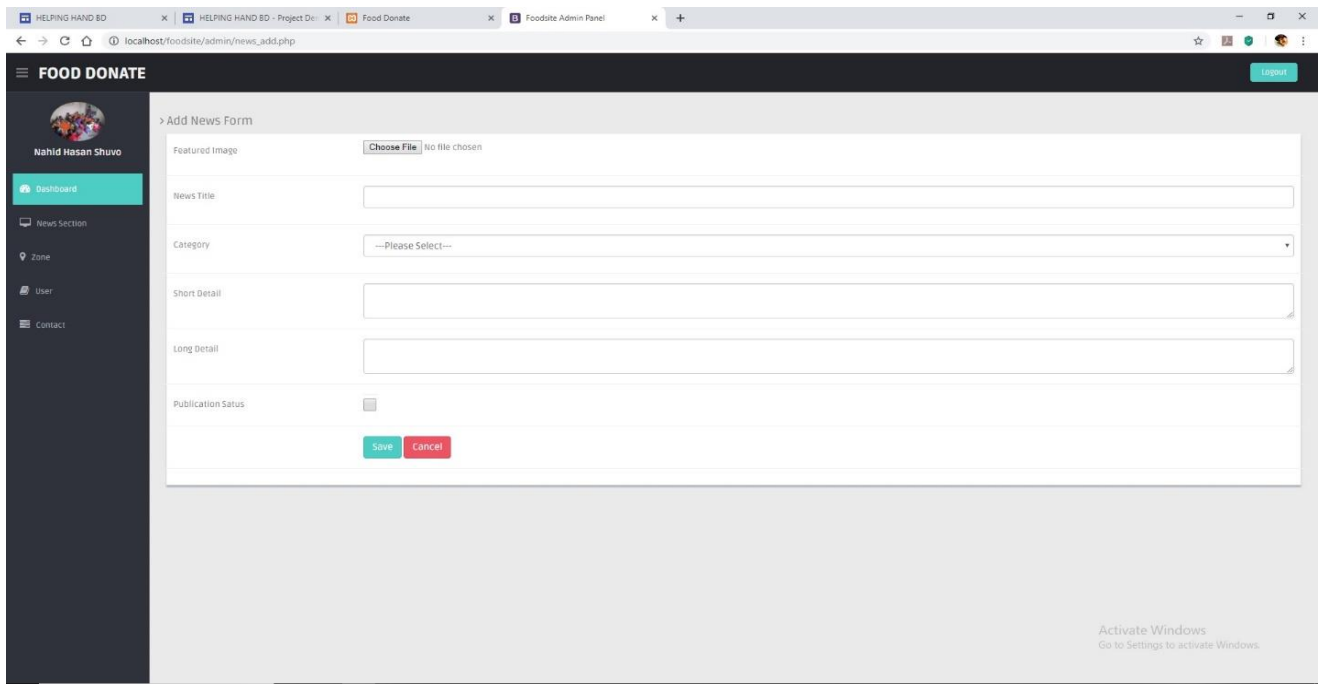 HELPING HAND BD
HELPING HAND BD - Project De
Food Donate
Foodsite Admin Panel
localhost/foodsite/admin/news_add.php
FOOD DONATE
Logout
Nahid Hasan Shuvo
Dashboard
News Section
Zone
User
Contact
> Add News Form
Featured Image
Choose File No file chosen
News Title
Category
---Please Select---
Short Detail
Long Detail
Publication Satus
Save
Cancel
Activate Windows
Go to Settings to activate Windows.